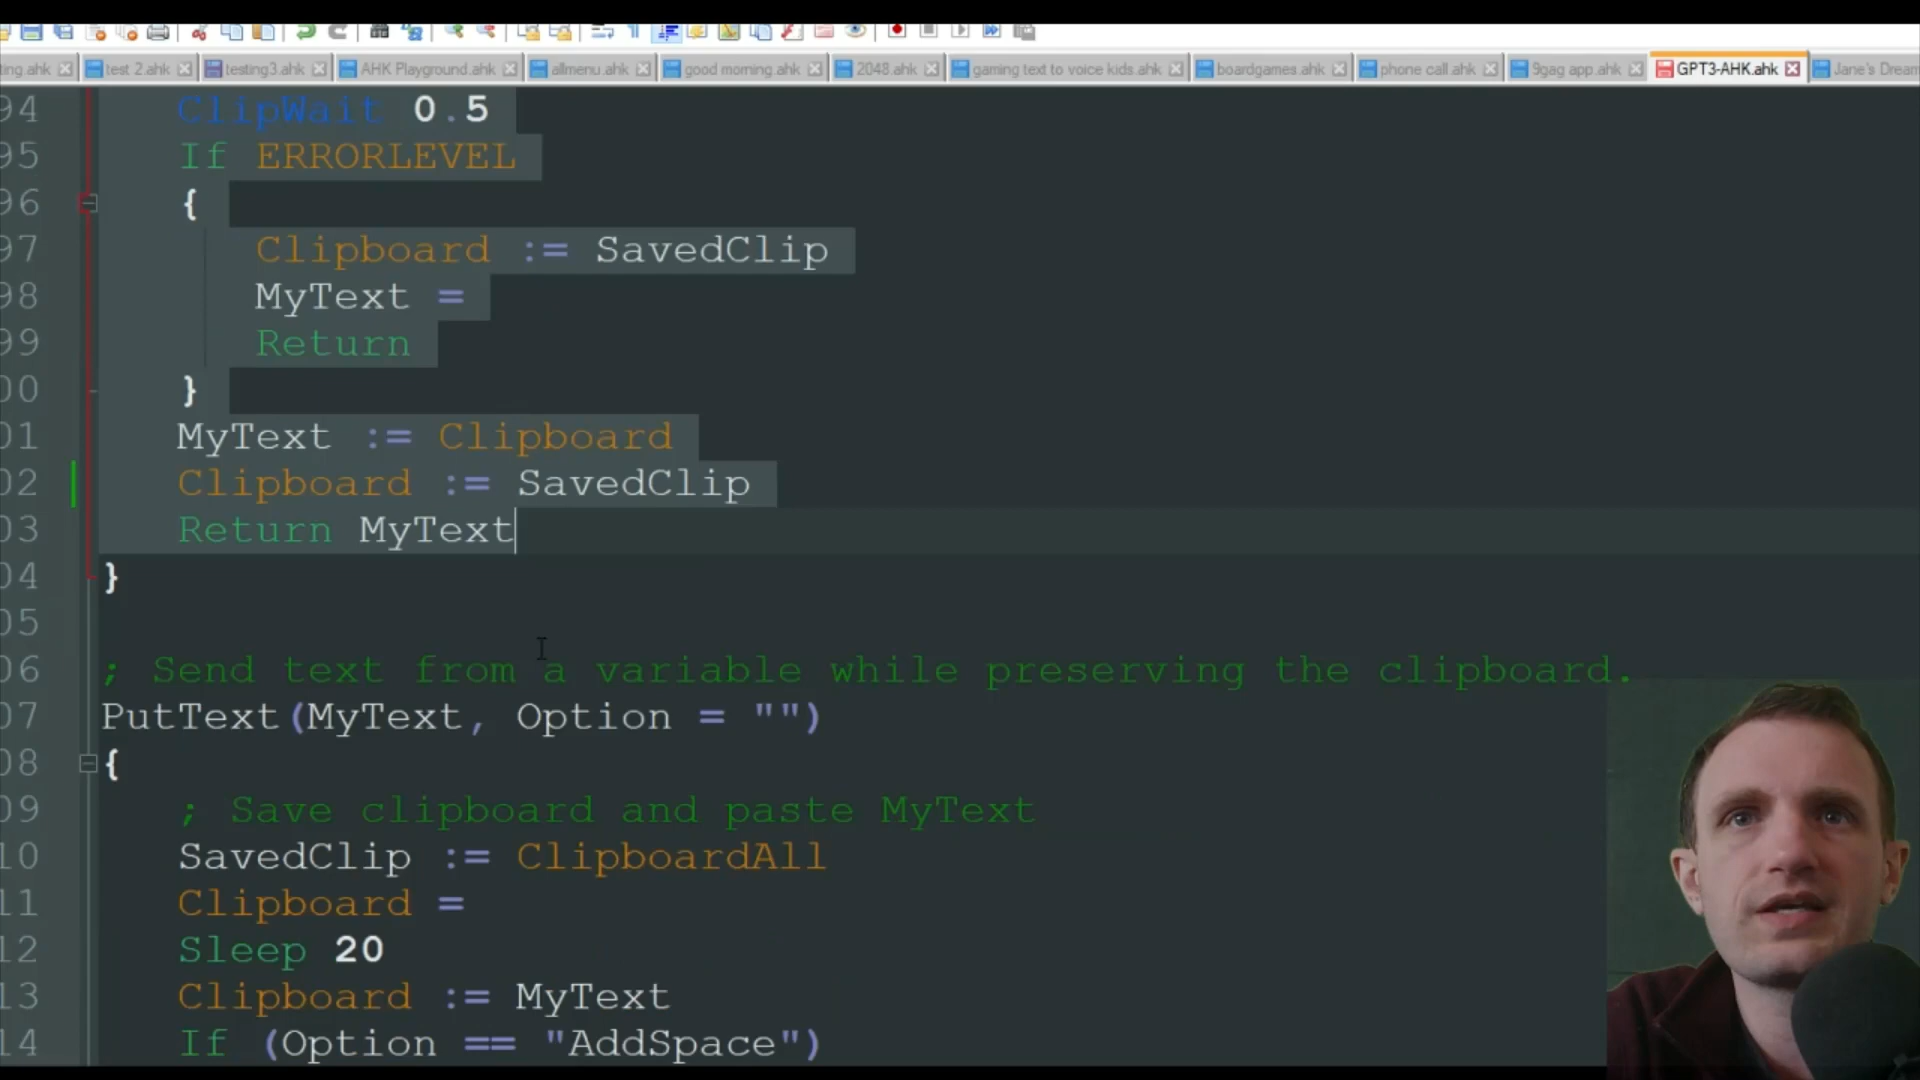 ting.ahk test 2.ahk testing3.ahk AHK Playground.ahk allmenu.ahk good morning.ahk 2048.ahk gaming text to voice kids.ahk boardgames.ahk phone call.ahk 9gag app.ahk GPT3-AHK.ahk Jane's Dream
94 ClipWait 0.5
95 If ERRORLEVEL
96 {
97 Clipboard := SavedClip
98 MyText =
99 Return
00 }
01 MyText := Clipboard
02 Clipboard := SavedClip
03 Return MyText
04 }
05
06 ; Send text from a variable while preserving the clipboard.
07 PutText(MyText, Option = "")
08 {
09 ; Save clipboard and paste MyText
10 SavedClip := ClipboardAll
11 Clipboard =
12 Sleep 20
13 Clipboard := MyText
14 If (Option == "AddSpace")